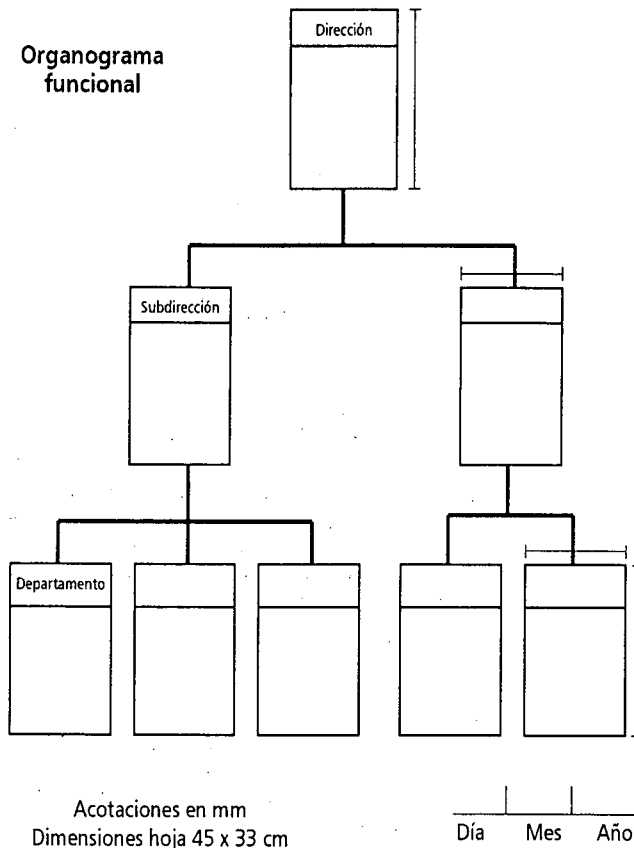 Organograma
funcional
Dirección
Subdirección
Departamento
Acotaciones en mm
Dimensiones hoja 45 x 33 cm
Día Mes Año